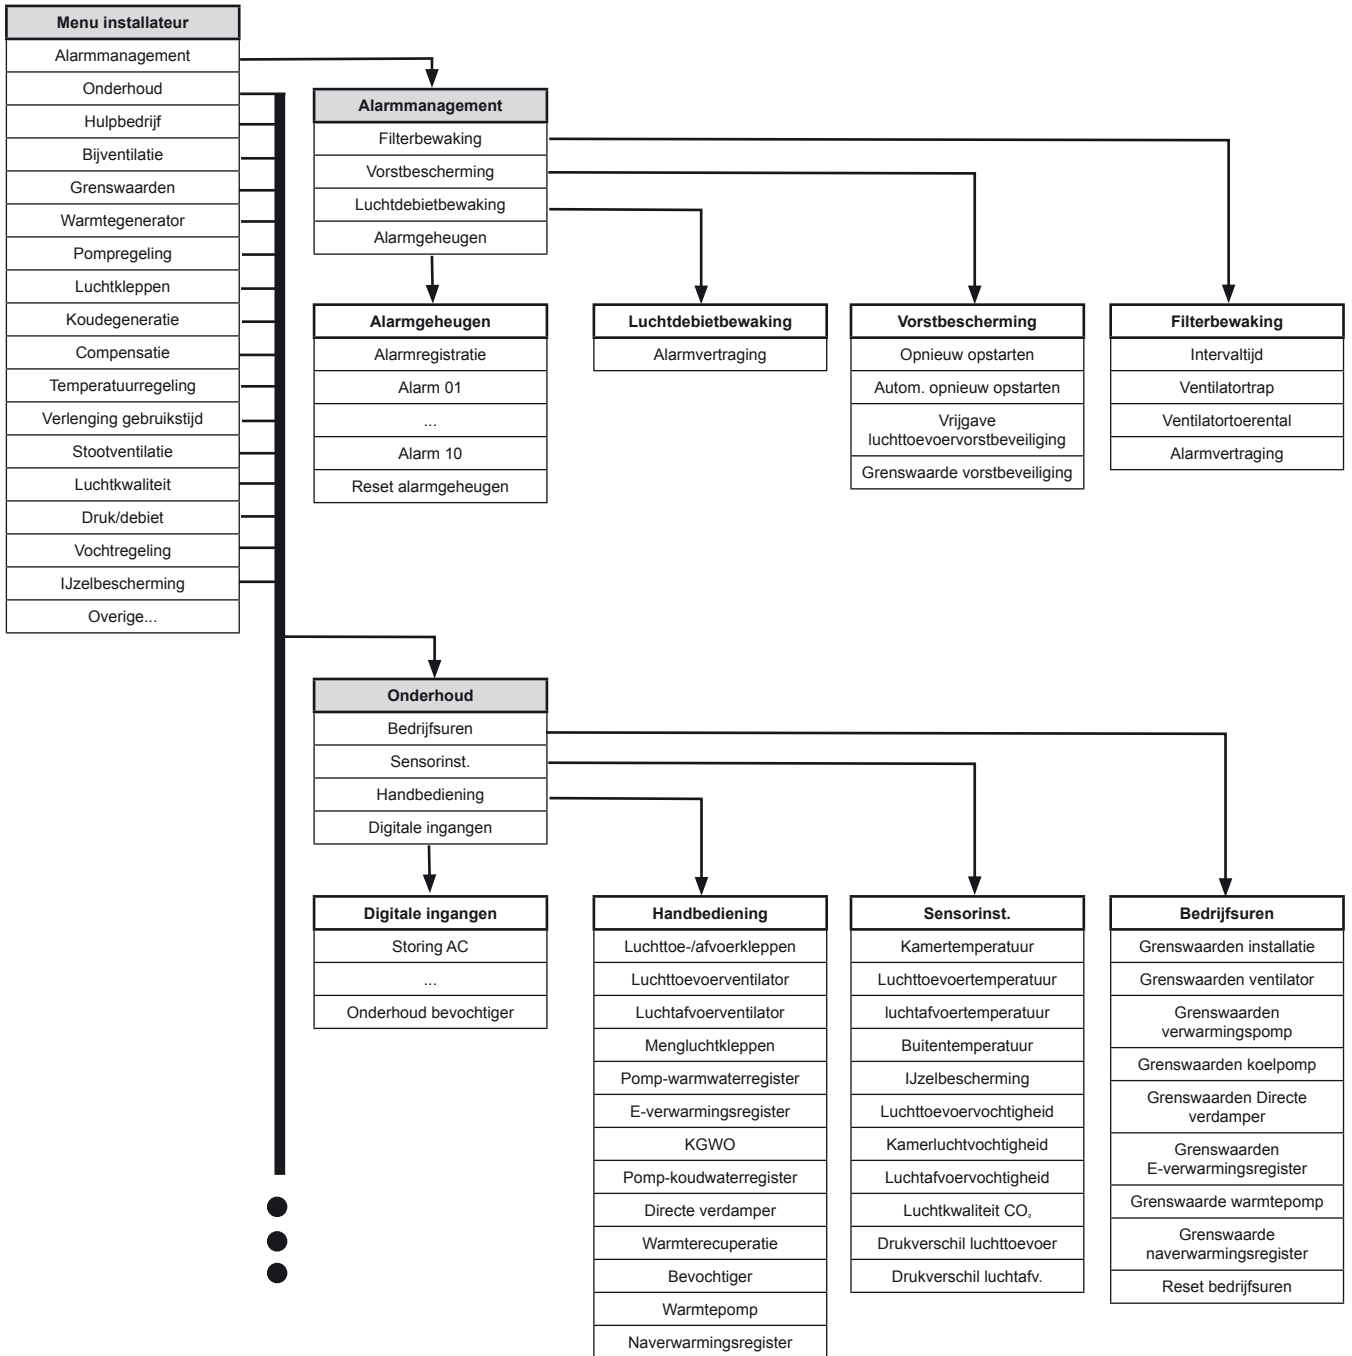 Menu installateur
Alarmmanagement
Onderhoud
Hulpbedrijf
Bijventilatie
Grenswaarden
Warmtegenerator
Pompregeling
Luchtkleppen
Koudegeneratie
Compensatie
Temperatuurregeling
Verlenging gebruikstijd
Stootventilatie
Luchtkwaliteit
Druk/debiet
Vochtregeling
IJzelbescherming
Overige...
Alarmmanagement
Filterbewaking
Vorstbescherming
Luchtdebietbewaking
Alarmgeheugen
Alarmgeheugen
Alarmregistratie
Alarm 01
...
Alarm 10
Reset alarmgeheugen
Luchtdebietbewaking
Alarmvertraging
Vorstbescherming
Opnieuw opstarten
Autom. opnieuw opstarten
Vrijgave
luchttoevoervorstbeveiliging
Grenswaarde vorstbeveiliging
Filterbewaking
Intervaltijd
Ventilatortrap
Ventilatortoerental
Alarmvertraging
Onderhoud
Bedrijfsuren
Sensorinst.
Handbediening
Digitale ingangen
Digitale ingangen
Storing AC
...
Onderhoud bevochtiger
Handbediening
Luchttoe-/afvoerkleppen
Luchttoevoerventilator
Luchtafvoerventilator
Mengluchtkleppen
Pomp-warmwaterregister
E-verwarmingsregister
KGWO
Pomp-koudwaterregister
Directe verdamper
Warmterecuperatie
Bevochtiger
Warmtepomp
Naverwarmingsregister
Sensorinst.
Kamertemperatuur
Luchttoevoertemperatuur
luchtafvoertemperatuur
Buitentemperatuur
IJzelbescherming
Luchttoevoervochtigheid
Kamerluchtvochtigheid
Luchtafvoervochtigheid
Luchtkwaliteit CO₂
Drukverschil luchttoevoer
Drukverschil luchtafv.
Bedrijfsuren
Grenswaarden installatie
Grenswaarden ventilator
Grenswaarden
verwarmingspomp
Grenswaarden koelpomp
Grenswaarden Directe
verdamper
Grenswaarden
E-verwarmingsregister
Grenswaarde warmtepomp
Grenswaarde
naverwarmingsregister
Reset bedrijfsuren